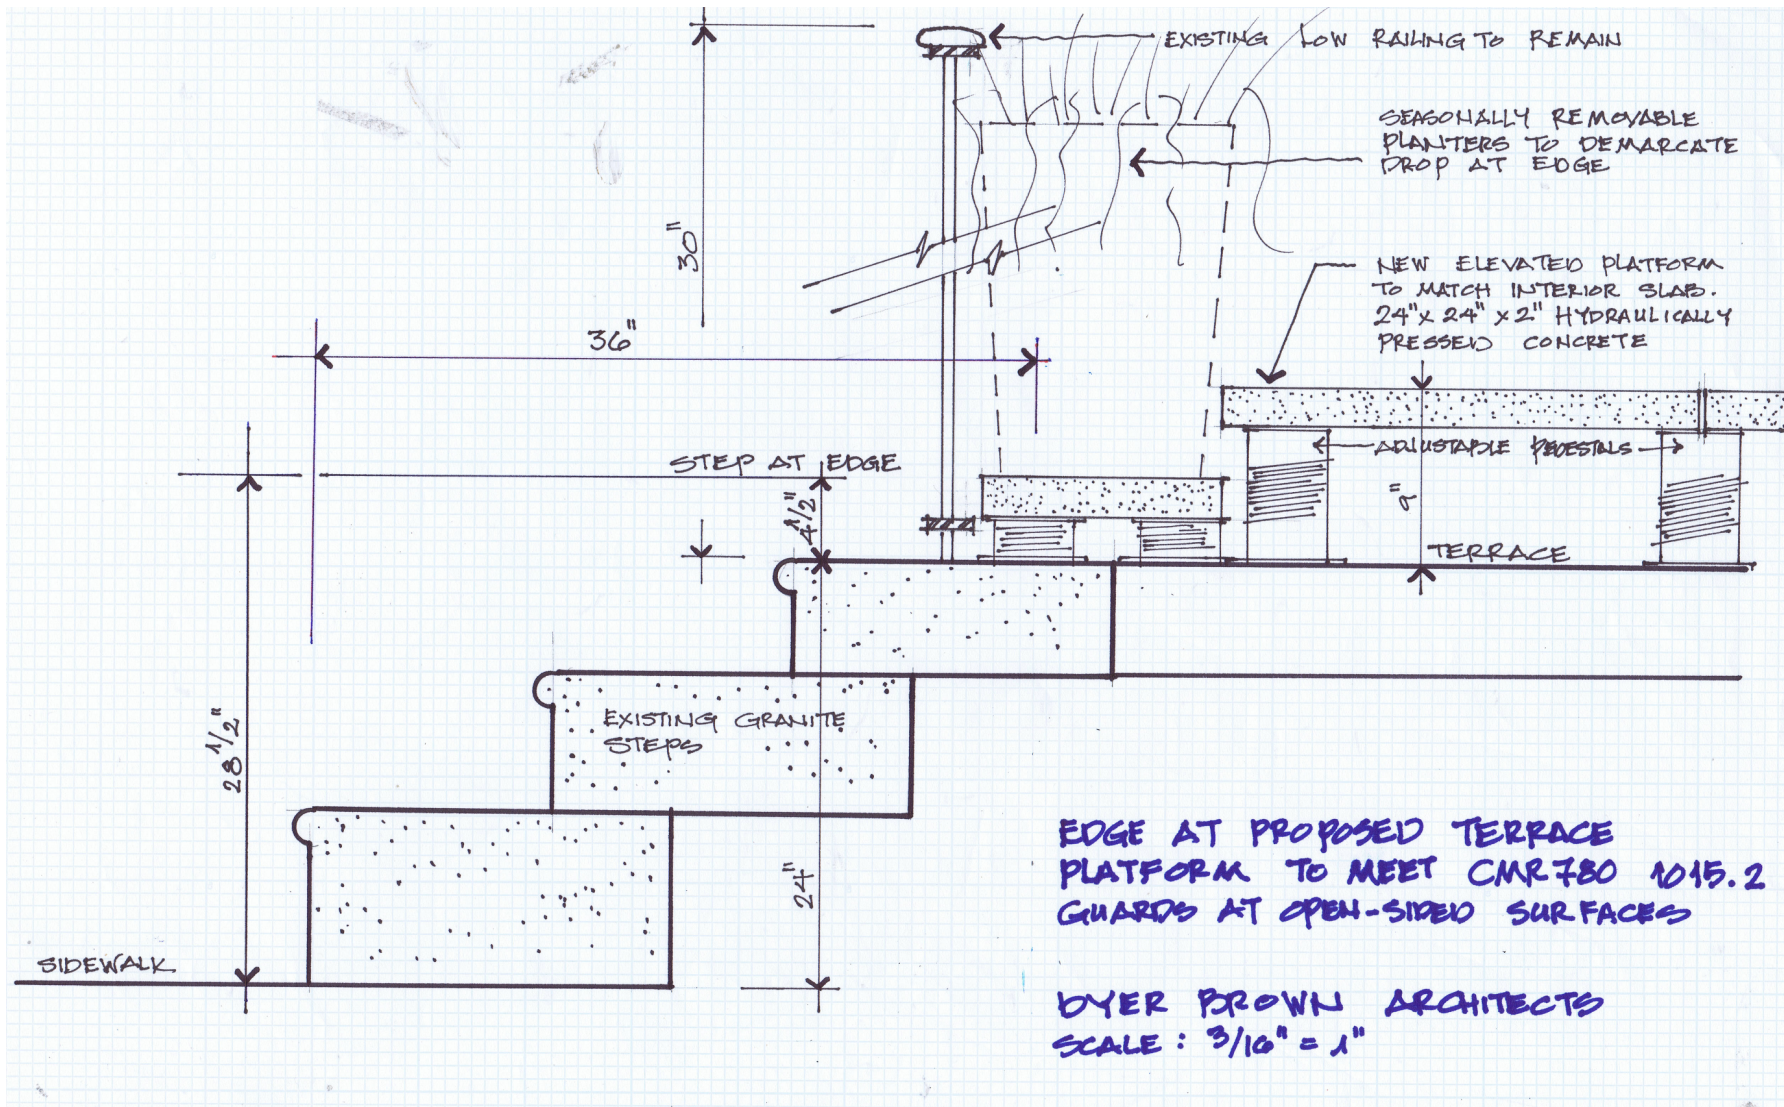 EXISTING LOW RAILING TO REMAIN
SEASONALLY REMOVABLE
PLANTERS TO DEMARCATE
DROP AT EDGE
30"
NEW ELEVATED PLATFORM
TO MATCH INTERIOR SLAB.
24" x 24" x 2" HYDRAULICALLY
PRESSED CONCRETE
36"
ADJUSTABLE PEDESTALS
STEP AT EDGE
4 1/2"
9"
TERRACE
EXISTING GRANITE
STEPS
28 1/2"
24"
SIDEWALK
EDGE AT PROPOSED TERRACE
PLATFORM TO MEET CMR 780 1015.2
GUARDS AT OPEN-SIDED SURFACES
DYER BROWN ARCHITECTS
SCALE : 3/16" = 1"